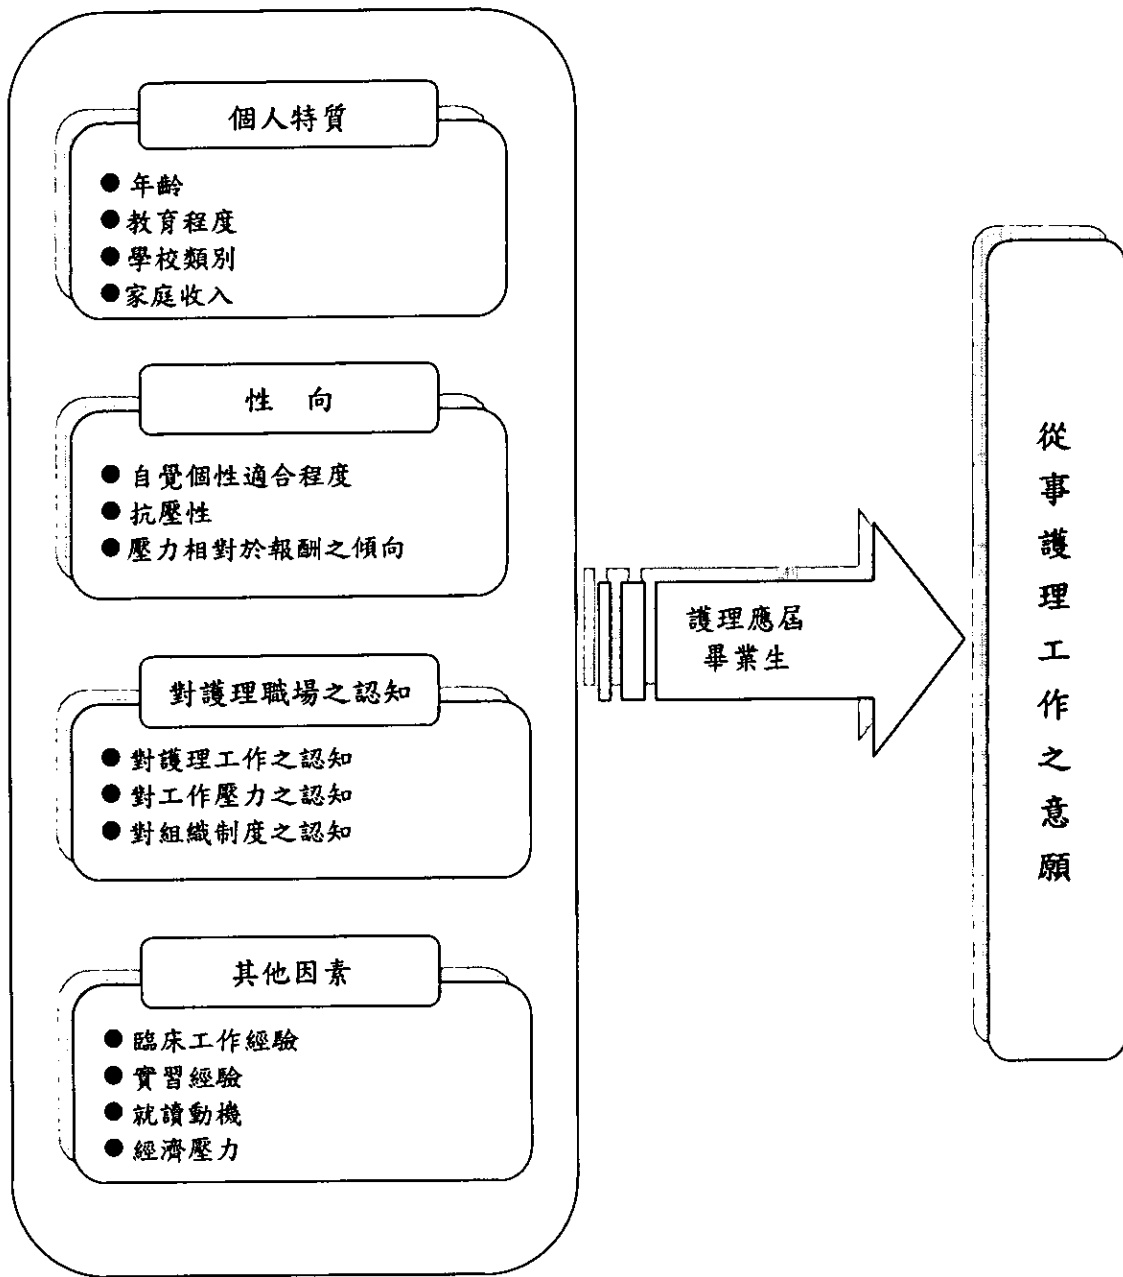 個人特質
● 年齡
● 教育程度
● 學校類別
● 家庭收入
性 向
● 自覺個性適合程度
● 抗壓性
● 壓力相對於報酬之傾向
對護理職場之認知
● 對護理工作之認知
● 對工作壓力之認知
● 對組織制度之認知
其他因素
● 臨床工作經驗
● 實習經驗
● 就讀動機
● 經濟壓力
護理應屆
畢業生
從事護理工作之意願